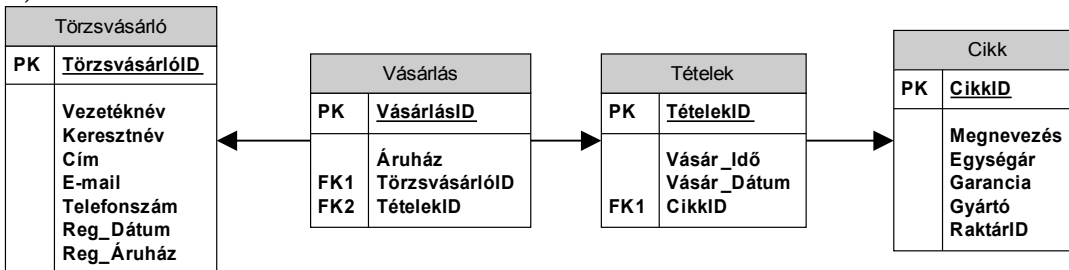 Törzsvásárló
PK TörzsvásárlóID
Vezetéknév
Keresztnév
Cím
E-mail
Telefonszám
Reg_Dátum
Reg_Áruház
Vásárlás
PK VásárlásID
Áruház
FK1 TörzsvásárlóID
FK2 TételekID
Tételek
PK TételekID
Vásár_Idő
Vásár_Dátum
FK1 CikkID
Cikk
PK CikkID
Megnevezés
Egységár
Garancia
Gyártó
RaktárID